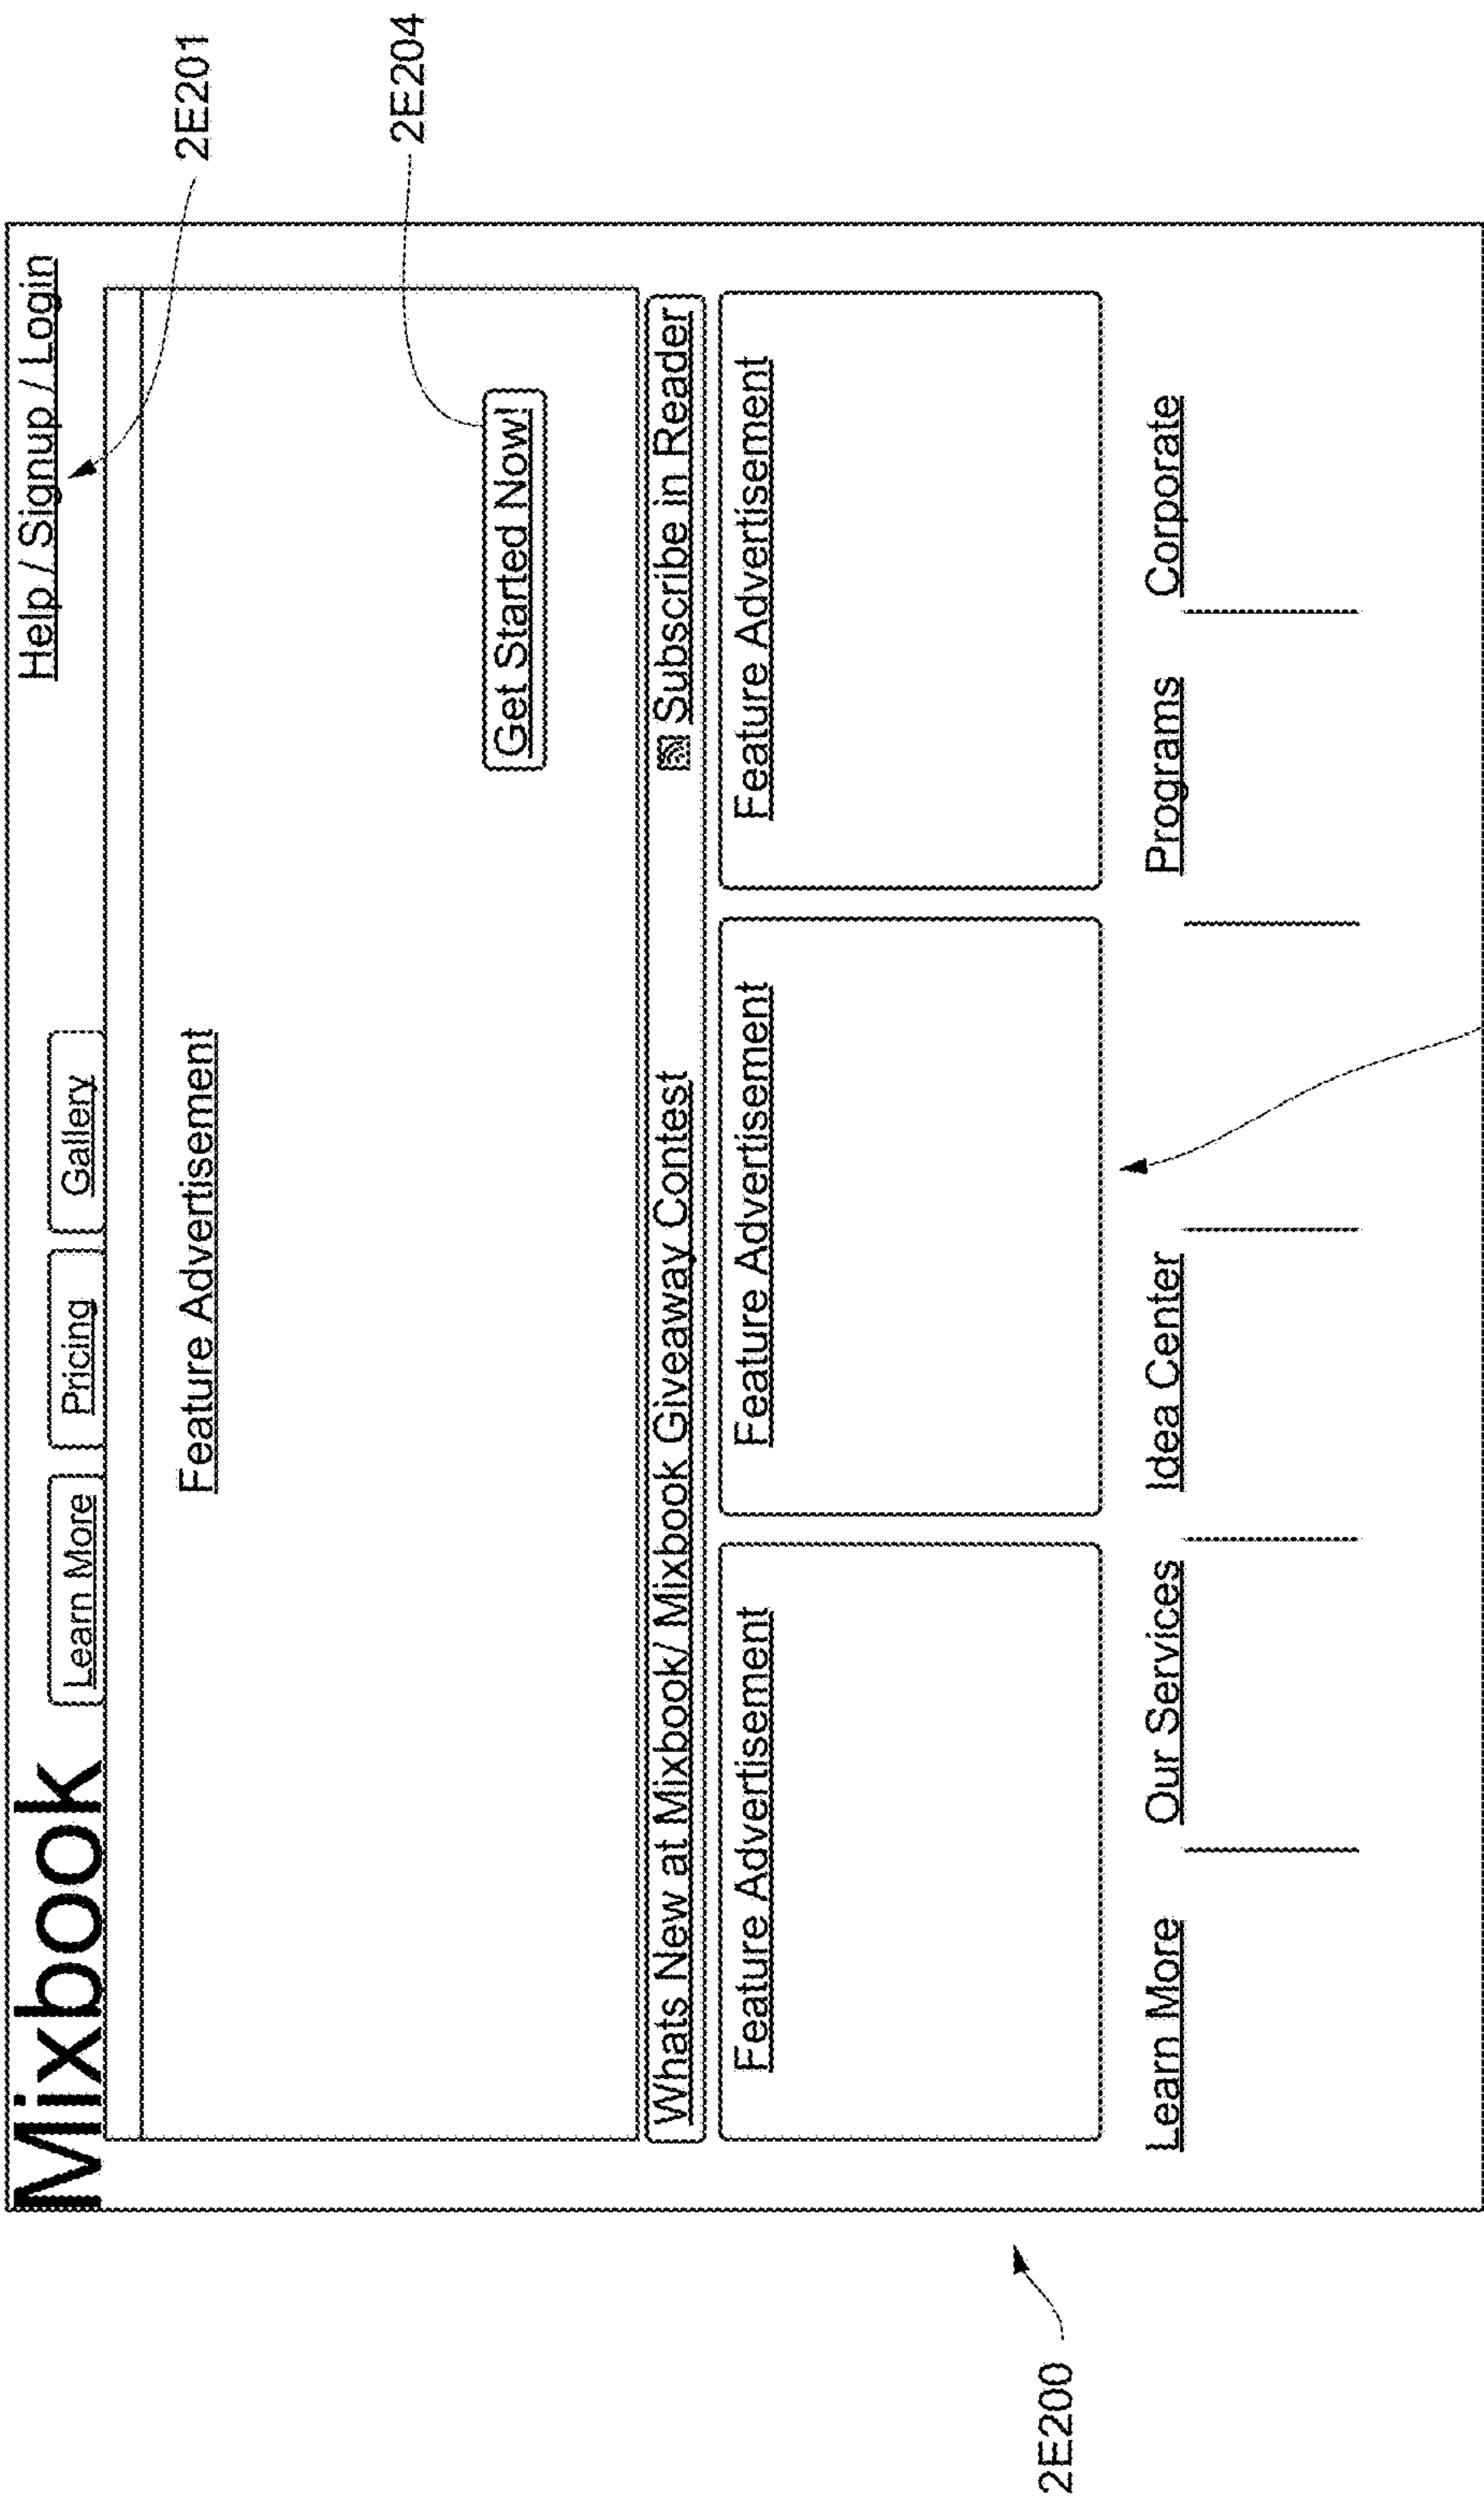 Mixbook
Learn More
Pricing
Gallery
Help / Signup / Login
2E201
Feature Advertisement
2E204
Get Started Now!
Whats New at Mixbook/ Mixbook Giveaway Contest
Subscribe in Reader
Feature Advertisement
Feature Advertisement
Feature Advertisement
2E200
Learn More
Our Services
Idea Center
Programs
Corporate